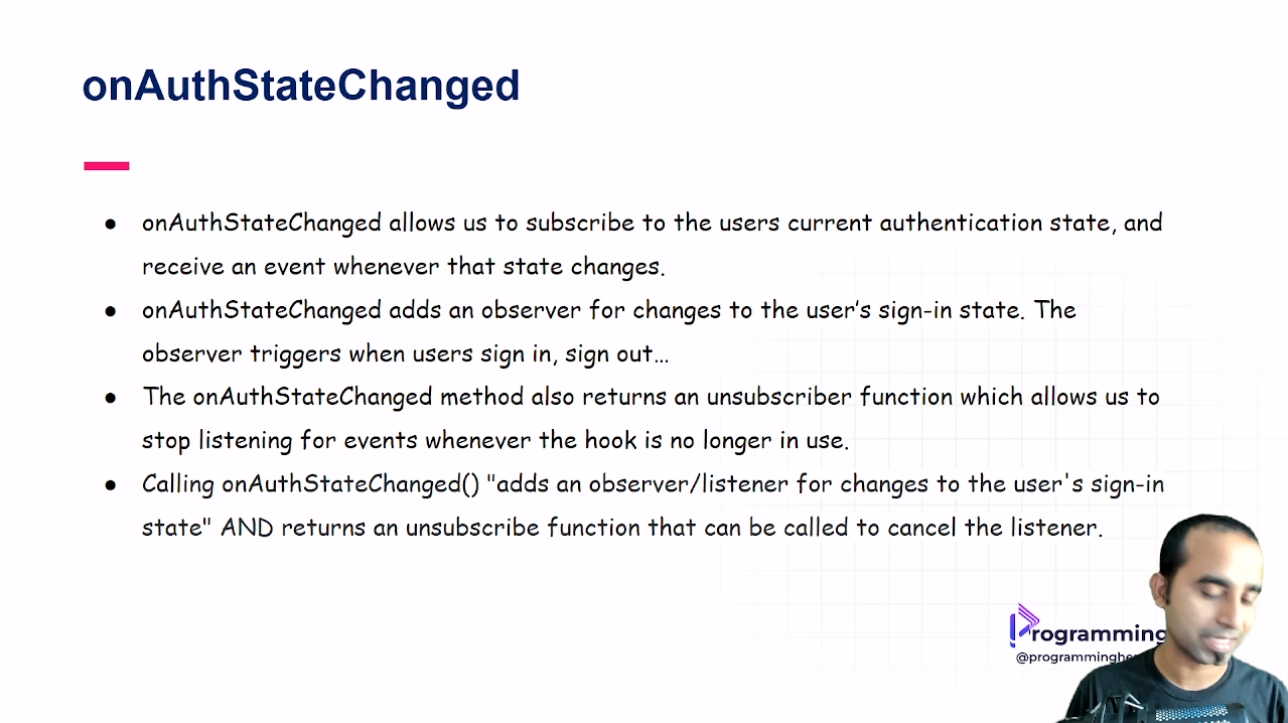 onAuthStateChanged
● onAuthStateChanged allows us to subscribe to the users current authentication state, and
receive an event whenever that state changes.
● onAuthStateChanged adds an observer for changes to the user’s sign-in state. The
observer triggers when users sign in, sign out…
● The onAuthStateChanged method also returns an unsubscriber function which allows us to
stop listening for events whenever the hook is no longer in use.
● Calling onAuthStateChanged() "adds an observer/listener for changes to the user's sign-in
state" AND returns an unsubscribe function that can be called to cancel the listener.
Programming